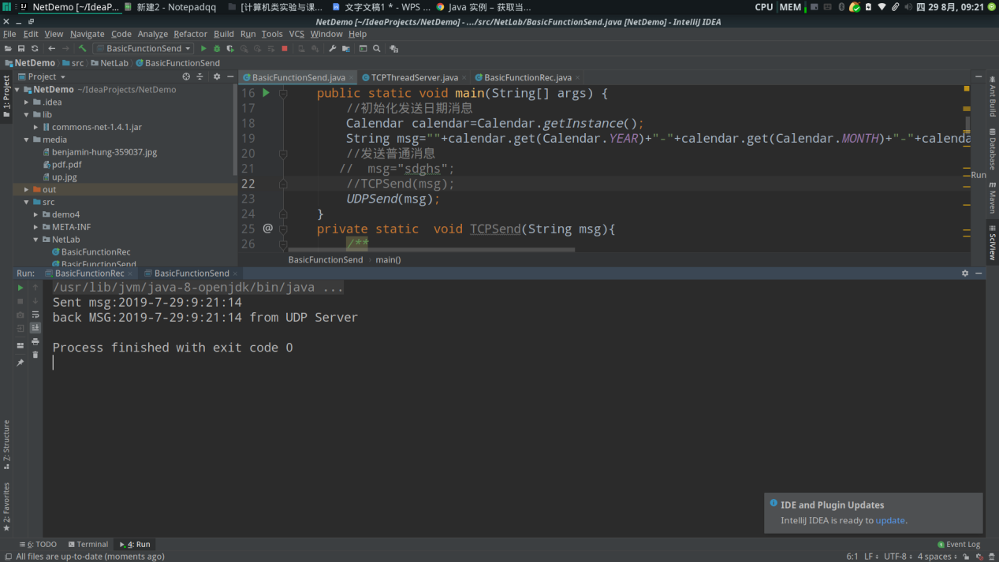 NetDemo [~/IdeaP... 新建2 - Notepadqq [计算机类实验与课... 文字文稿1 * - WPS ... Java 实例 – 获取当... CPU MEM 四 29 8月, 09:21
NetDemo [~/IdeaProjects/NetDemo] - .../src/NetLab/BasicFunctionSend.java [NetDemo] - IntelliJ IDEA
File Edit View Navigate Code Analyze Refactor Build Run Tools VCS Window Help
BasicFunctionSend
NetDemo src NetLab BasicFunctionSend
Project
BasicFunctionSend.java TCPThreadServer.java BasicFunctionRec.java
1: Project
NetDemo ~/IdeaProjects/NetDemo
.idea
lib
commons-net-1.4.1.jar
media
benjamin-hung-359037.jpg
pdf.pdf
up.jpg
out
src
demo4
META-INF
NetLab
BasicFunctionRec
BasicFunctionSend
16 public static void main(String[] args) {
17 //初始化发送日期消息
18 Calendar calendar=Calendar.getInstance();
19 String msg=""+calendar.get(Calendar.YEAR)+"-"+calendar.get(Calendar.MONTH)+"-"+calenda
20 //发送普通消息
21 // msg="sdghs";
22 //TCPSend(msg);
23 UDPSend(msg);
24 }
25 @ private static void TCPSend(String msg){
26 /**
BasicFunctionSend main()
Ant Build
Database
Run
m Maven
SciView
Run: BasicFunctionRec BasicFunctionSend
/usr/lib/jvm/java-8-openjdk/bin/java ...
Sent msg:2019-7-29:9:21:14
back MSG:2019-7-29:9:21:14 from UDP Server
Process finished with exit code 0
7: Structure
2: Favorites
IDE and Plugin Updates
IntelliJ IDEA is ready to update.
6: TODO Terminal 4: Run Event Log
All files are up-to-date (moments ago) 6:1 LF UTF-8 4 spaces